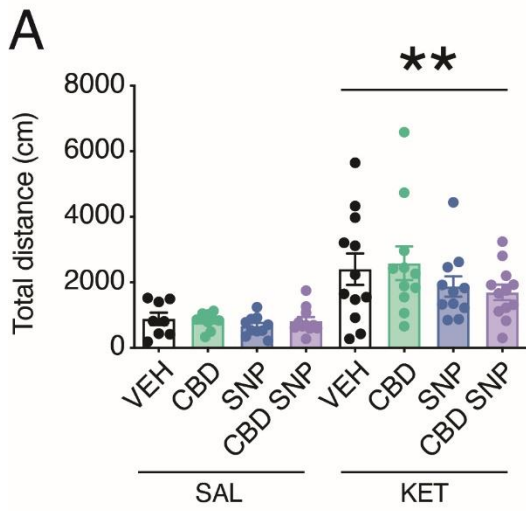 A
**
Total distance (cm)
8000
6000
4000
2000
0
VEH
CBD
SNP
CBD SNP
VEH
CBD
SNP
CBD SNP
SAL
KET